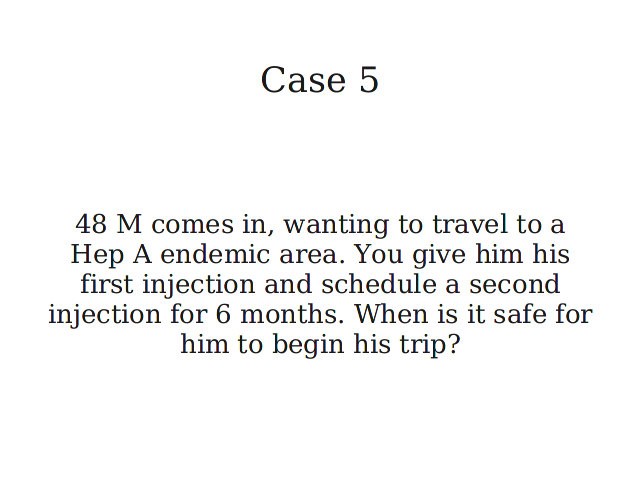 Case 5
48 M comes in, wanting to travel to a
Hep A endemic area. You give him his
first injection and schedule a second
injection for 6 months. When is it safe for
him to begin his trip?